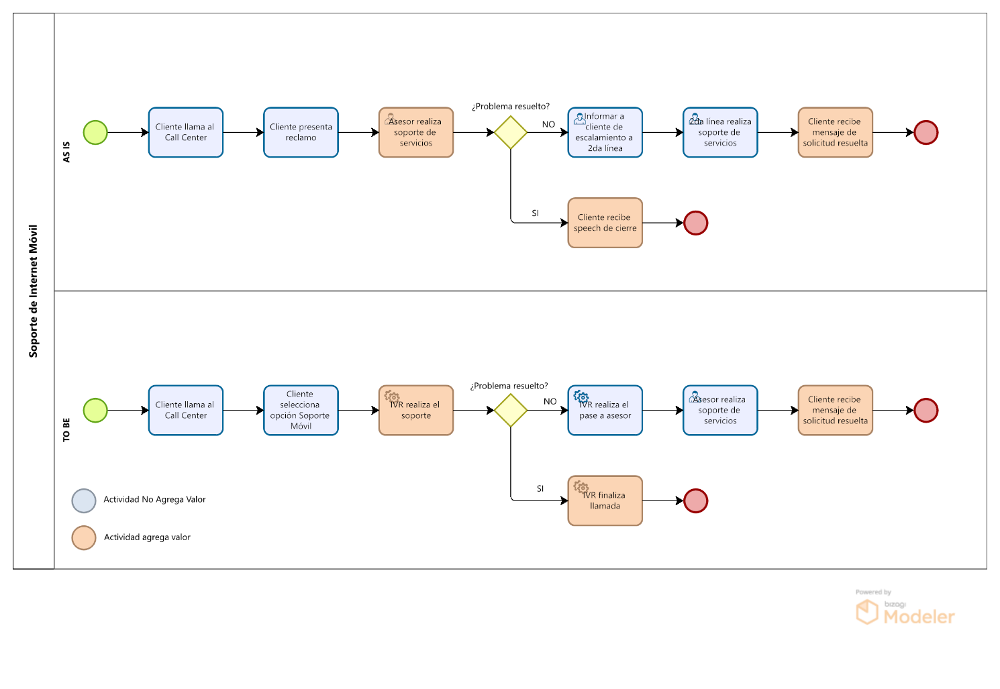 Soporte de Internet Móvil
AS IS
Cliente llama al
Call Center
Cliente presenta
reclamo
Asesor realiza
soporte de
servicios
¿Problema resuelto?
NO
Informar a
cliente de
escalamiento a
2da línea
2da línea realiza
soporte de
servicios
Cliente recibe
mensaje de
solicitud resuelta
SI
Cliente recibe
speech de cierre
TO BE
Cliente llama al
Call Center
Cliente
selecciona
opción Soporte
Móvil
IVR realiza el
soporte
¿Problema resuelto?
NO
IVR realiza el
pase a asesor
Asesor realiza
soporte de
servicios
Cliente recibe
mensaje de
solicitud resuelta
SI
IVR finaliza
llamada
Actividad No Agrega Valor
Actividad agrega valor
Powered by
bizagi
Modeler